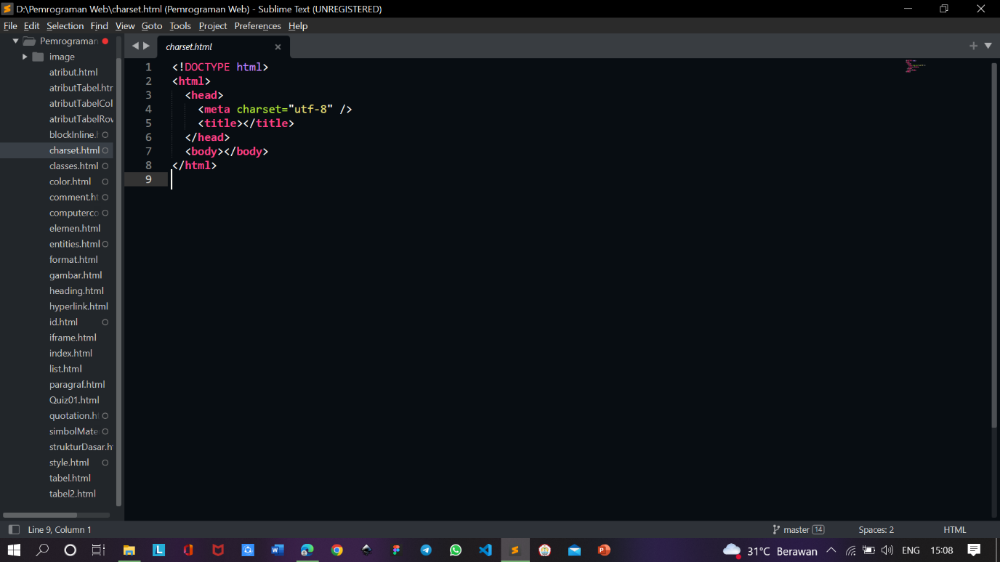 D:\Pemrograman Web\charset.html (Pemrograman Web) - Sublime Text (UNREGISTERED)
File Edit Selection Find View Goto Tools Project Preferences Help
Pemrograman
image
atribut.html
atributTabel.htr
atributTabelCol
atributTabelRov
blockInline.h
charset.html
classes.html
color.html
comment.ht
computerco
elemen.html
entities.html
format.html
gambar.html
heading.html
hyperlink.html
id.html
iframe.html
index.html
list.html
paragraf.html
Quiz01.html
quotation.ht
simbolMate
strukturDasar.h
style.html
tabel.html
tabel2.html
charset.html
1 <!DOCTYPE html>
2 <html>
3 <head>
4 <meta charset="utf-8" />
5 <title></title>
6 </head>
7 <body></body>
8 </html>
9
Line 9, Column 1 master 14 Spaces: 2 HTML
31°C Berawan ENG 15:08